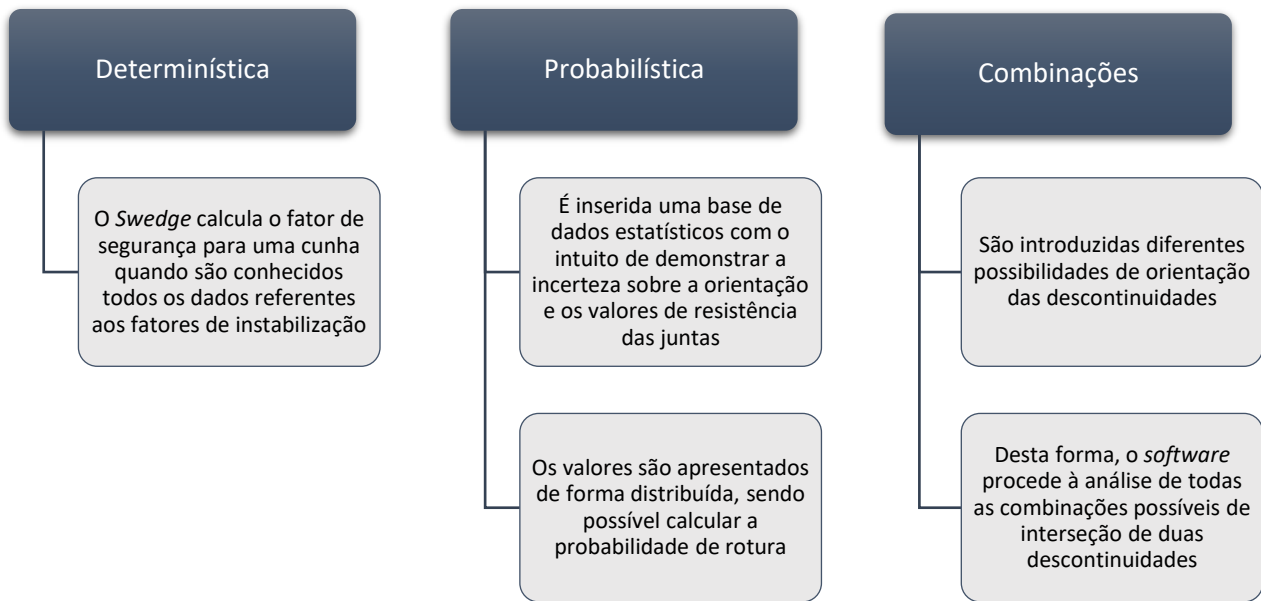 Determinística
O Swedge calcula o fator de
segurança para uma cunha
quando são conhecidos
todos os dados referentes
aos fatores de instabilização
Probabilística
É inserida uma base de
dados estatísticos com o
intuito de demonstrar a
incerteza sobre a orientação
e os valores de resistência
das juntas
Os valores são apresentados
de forma distribuída, sendo
possível calcular a
probabilidade de rotura
Combinações
São introduzidas diferentes
possibilidades de orientação
das descontinuidades
Desta forma, o software
procede à análise de todas
as combinações possíveis de
interseção de duas
descontinuidades